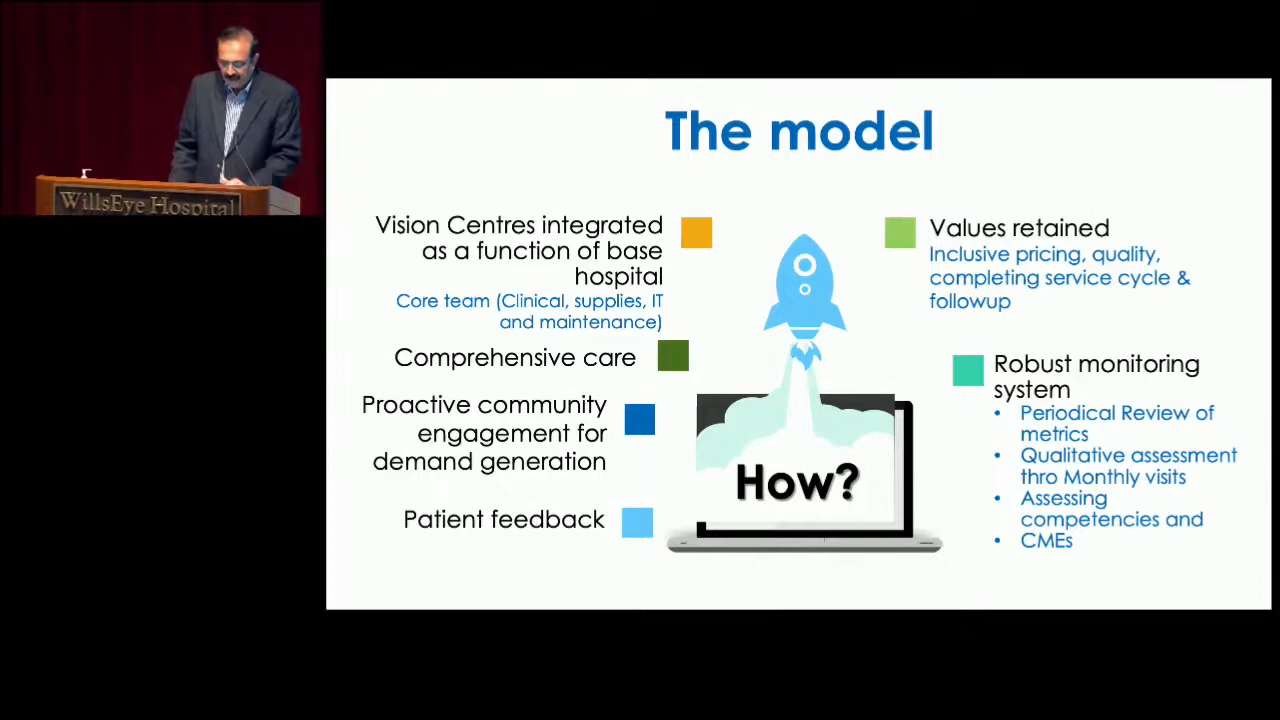 WillsEye Hospital
The model
Vision Centres integrated
as a function of base
hospital
Core team (Clinical, supplies, IT
and maintenance)
Comprehensive care
Proactive community
engagement for
demand generation
Patient feedback
How?
Values retained
Inclusive pricing, quality,
completing service cycle &
followup
Robust monitoring
system
• Periodical Review of
metrics
• Qualitative assessment
thro Monthly visits
• Assessing
competencies and
• CMEs